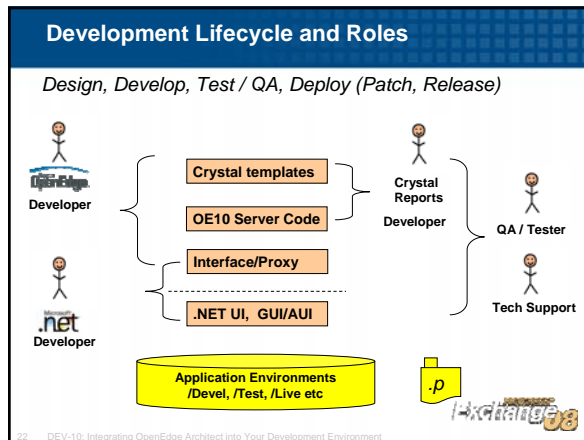 Development Lifecycle and Roles
Design, Develop, Test / QA, Deploy (Patch, Release)
OpenEdge
Developer
Crystal templates
OE10 Server Code
Interface/Proxy
.NET UI, GUI/AUI
Crystal
Reports
Developer
QA / Tester
Tech Support
Microsoft
.net
Developer
Application Environments
/Devel, /Test, /Live etc
.p
Exchange 08
22 DEV-10: Integrating OpenEdge Architect into Your Development Environment